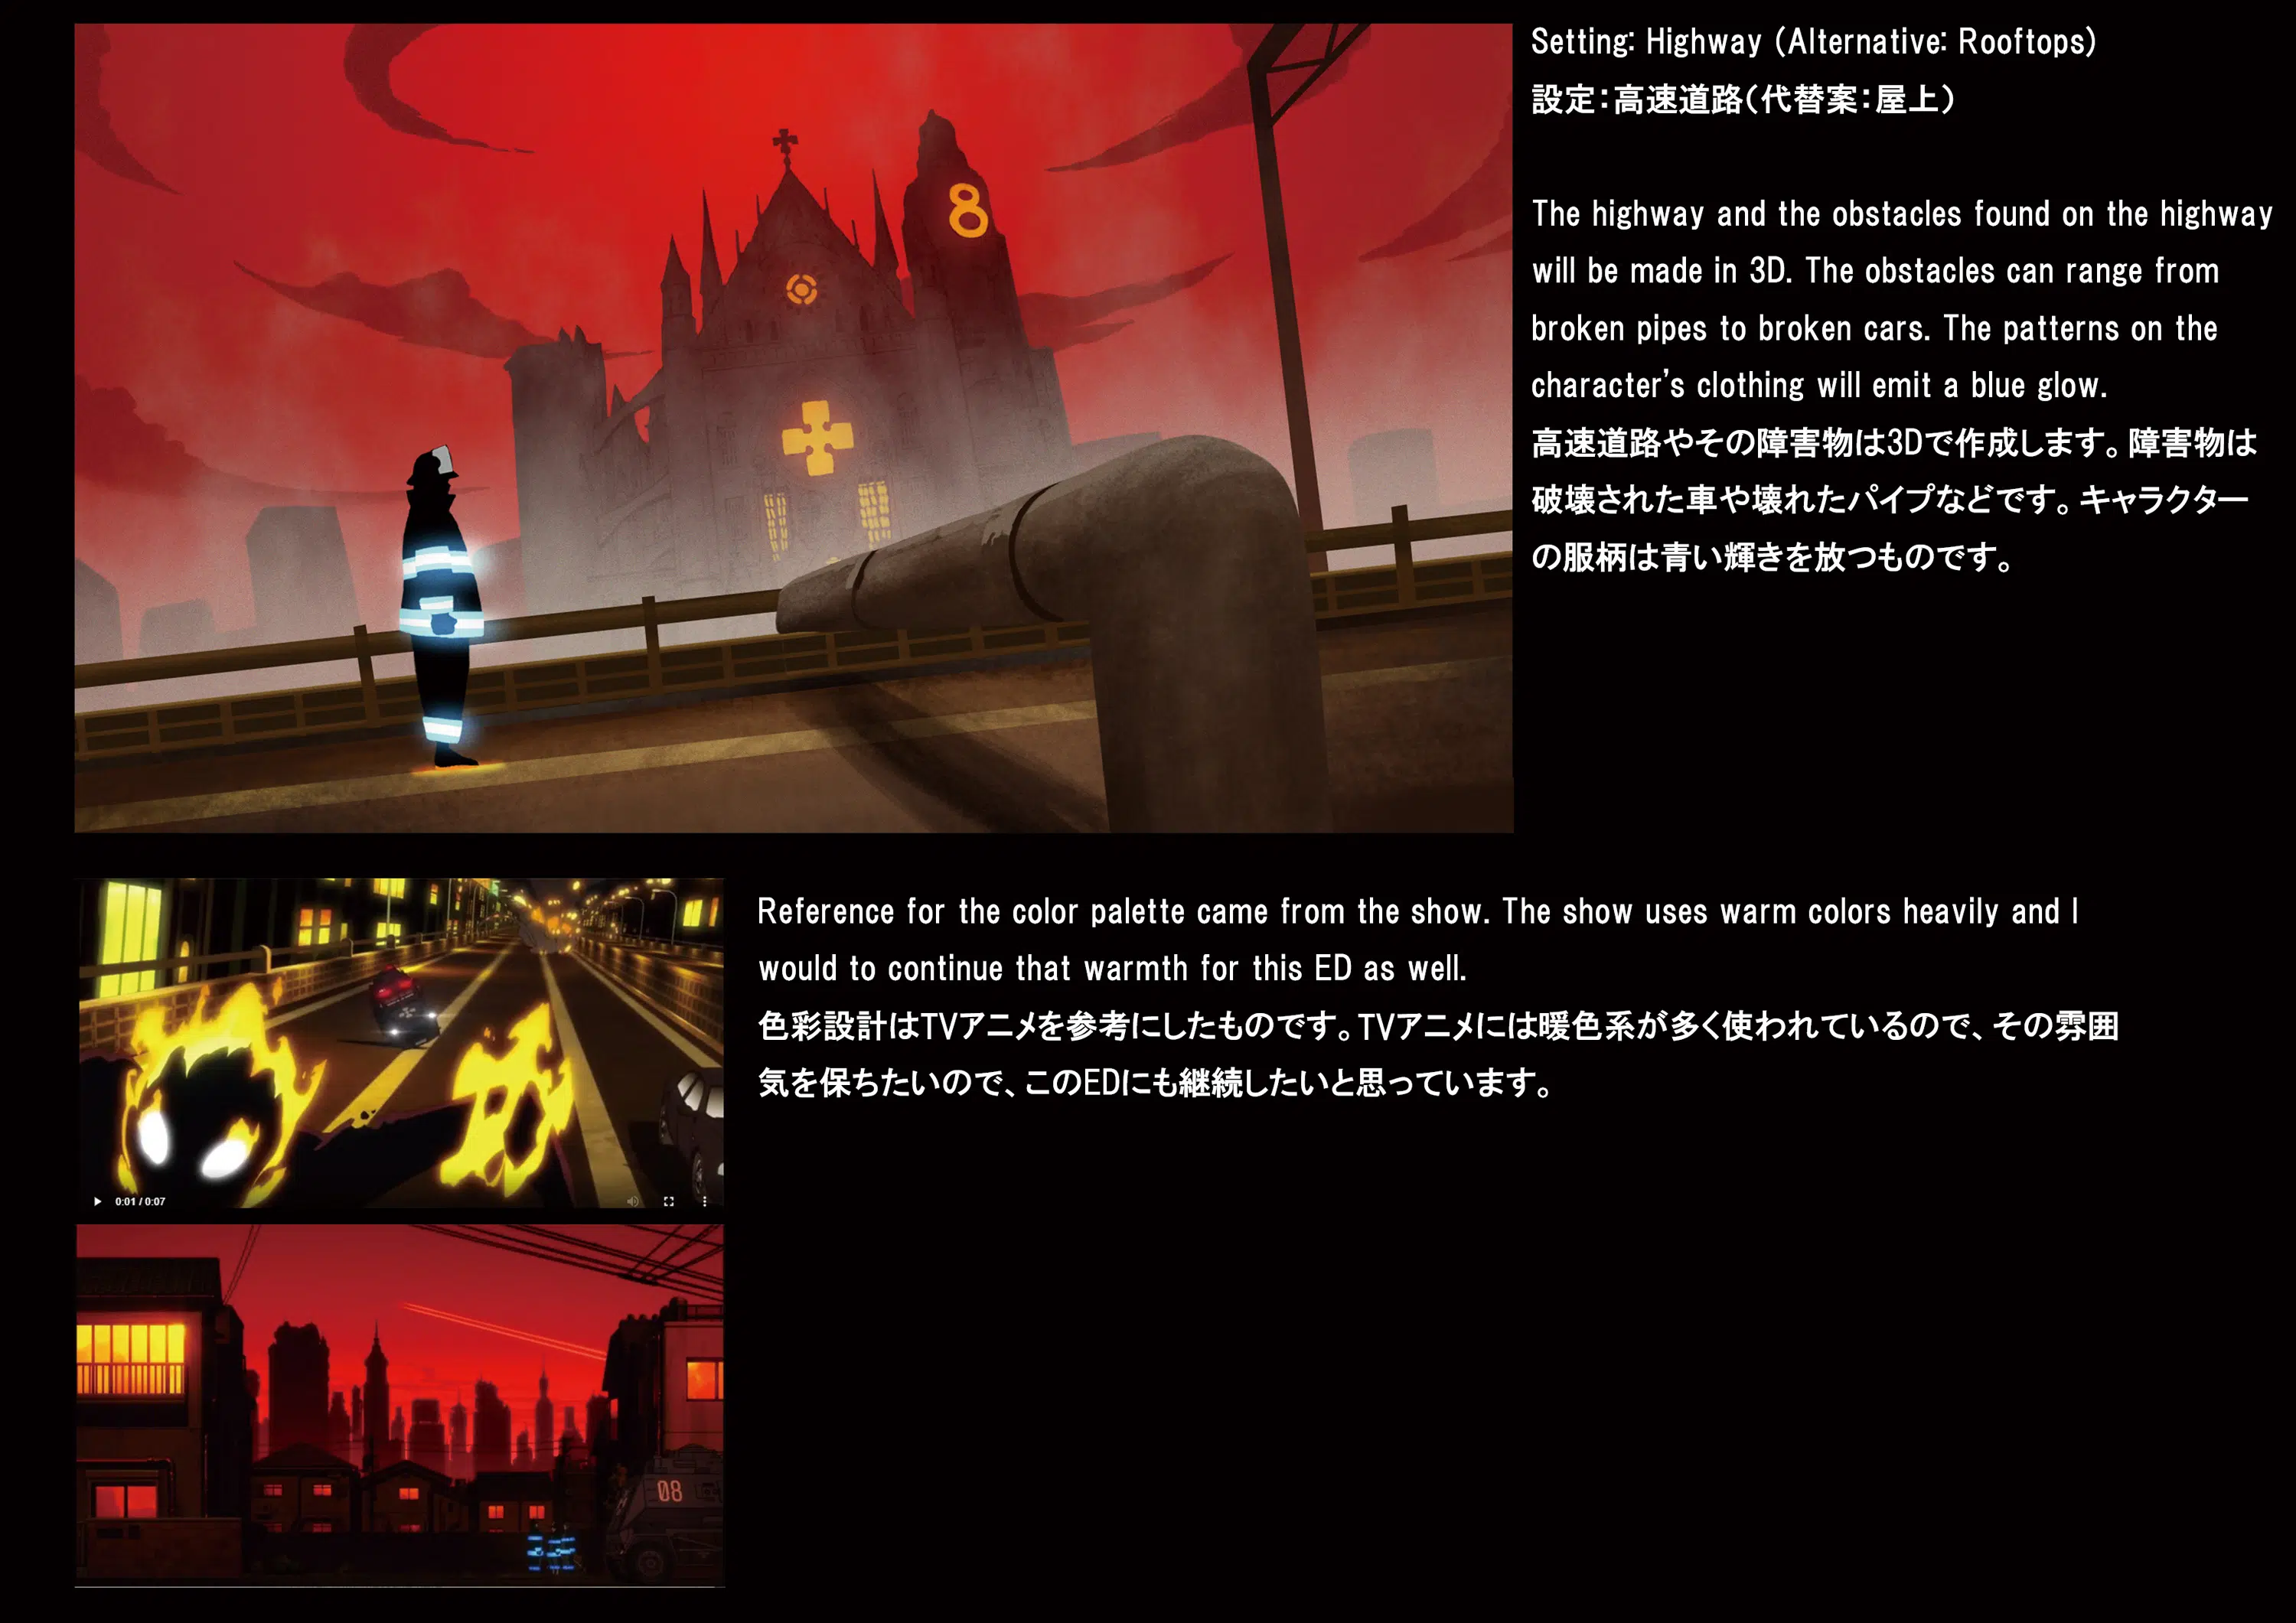 8
Setting: Highway (Alternative: Rooftops)
設定：高速道路（代替案：屋上）
The highway and the obstacles found on the highway
will be made in 3D. The obstacles can range from
broken pipes to broken cars. The patterns on the
character's clothing will emit a blue glow.
高速道路やその障害物は3Dで作成します。障害物は
破壊された車や壊れたパイプなどです。キャラクター
の服柄は青い輝きを放つものです。
0:01 / 0:07
Reference for the color palette came from the show. The show uses warm colors heavily and I
would to continue that warmth for this ED as well.
色彩設計はTVアニメを参考にしたものです。TVアニメには暖色系が多く使われているので、その雰囲
気を保ちたいので、このEDにも継続したいと思っています。
08